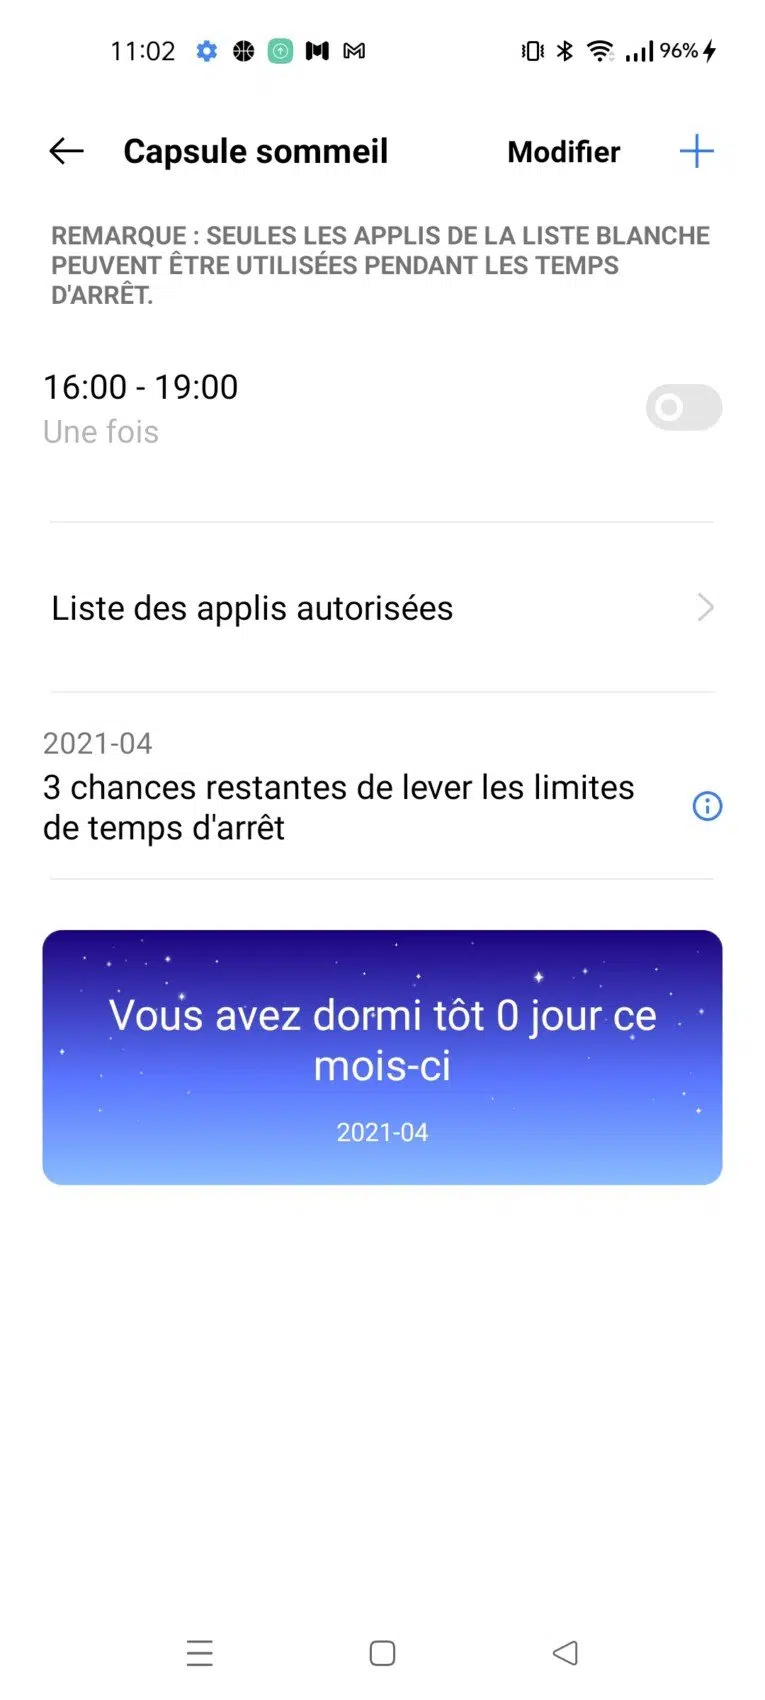 11:02
96%
Capsule sommeil
Modifier
REMARQUE : SEULES LES APPLIS DE LA LISTE BLANCHE
PEUVENT ÊTRE UTILISÉES PENDANT LES TEMPS
D'ARRÊT.
16:00 - 19:00
Une fois
Liste des applis autorisées
2021-04
3 chances restantes de lever les limites
de temps d'arrêt
Vous avez dormi tôt 0 jour ce
mois-ci
2021-04